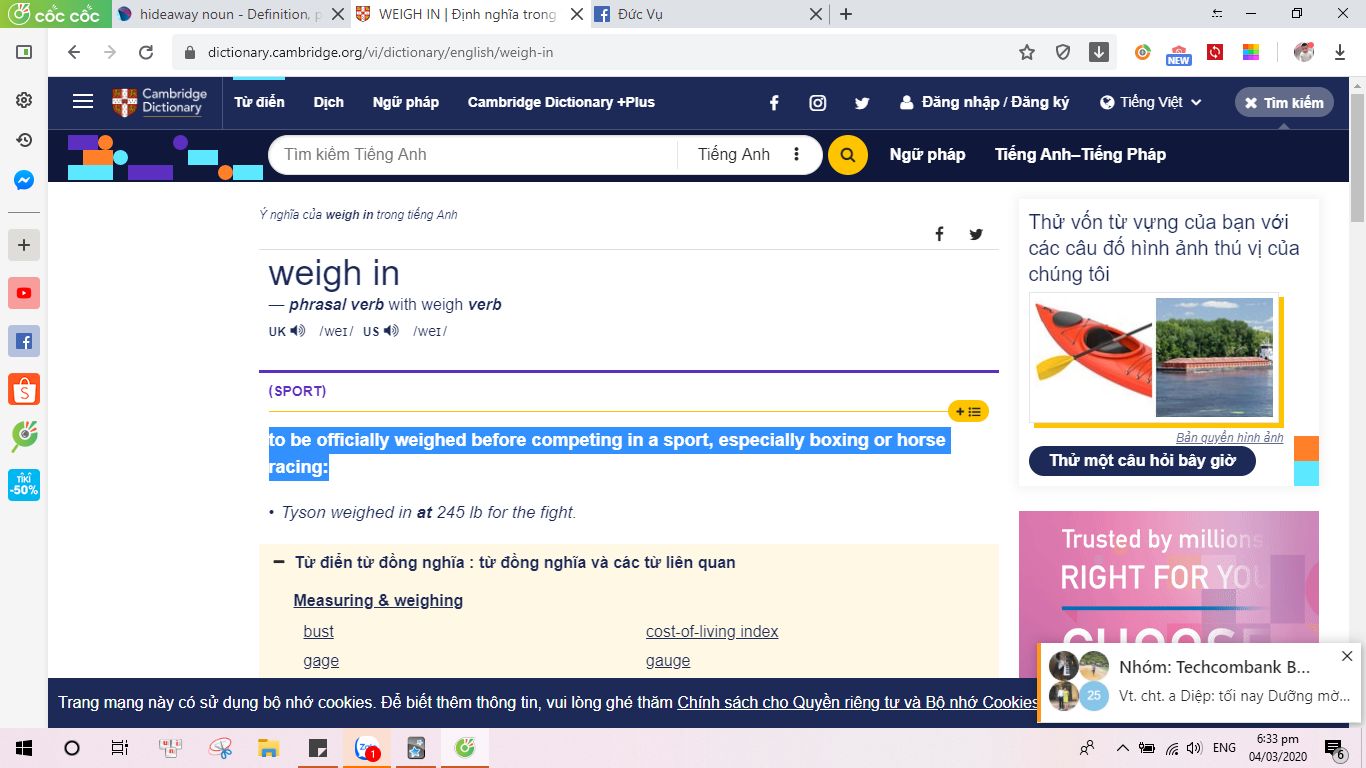 cốc cốc
hideaway noun - Definition, p
WEIGH IN | Định nghĩa trong
Đức Vụ
dictionary.cambridge.org/vi/dictionary/english/weigh-in
NEW
Cambridge
Dictionary
Từ điển
Dịch
Ngữ pháp
Cambridge Dictionary +Plus
Đăng nhập / Đăng ký
Tiếng Việt
Tìm kiếm
Tìm kiếm Tiếng Anh
Tiếng Anh
Ngữ pháp
Tiếng Anh–Tiếng Pháp
Ý nghĩa của weigh in trong tiếng Anh
weigh in
— phrasal verb with weigh verb
UK /weɪ/ US /weɪ/
(SPORT)
to be officially weighed before competing in a sport, especially boxing or horse
racing:
• Tyson weighed in at 245 lb for the fight.
Từ điển từ đồng nghĩa : từ đồng nghĩa và các từ liên quan
Measuring & weighing
bust
cost-of-living index
gage
gauge
Thử vốn từ vựng của bạn với
các câu đố hình ảnh thú vị của
chúng tôi
Bản quyền hình ảnh
Thử một câu hỏi bây giờ
Trusted by millions
RIGHT FOR YOU
CHOOSE
TIKI
-50%
Trang mạng này có sử dụng bộ nhớ cookies. Để biết thêm thông tin, vui lòng ghé thăm Chính sách cho Quyền riêng tư và Bộ nhớ Cookies
Nhóm: Techcombank B...
25
Vt. cht. a Diệp: tối nay Dưỡng mờ...
Zalo
1
ENG
6:33 pm
04/03/2020
6